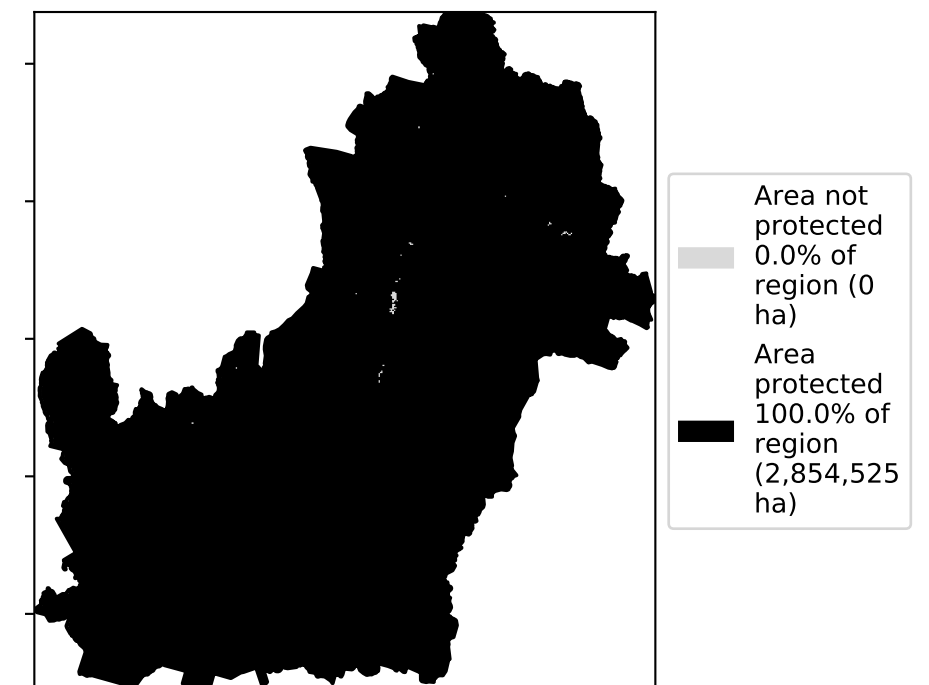 Area not
protected
0.0% of
region (0
ha)
Area
protected
100.0% of
region
(2,854,525
ha)